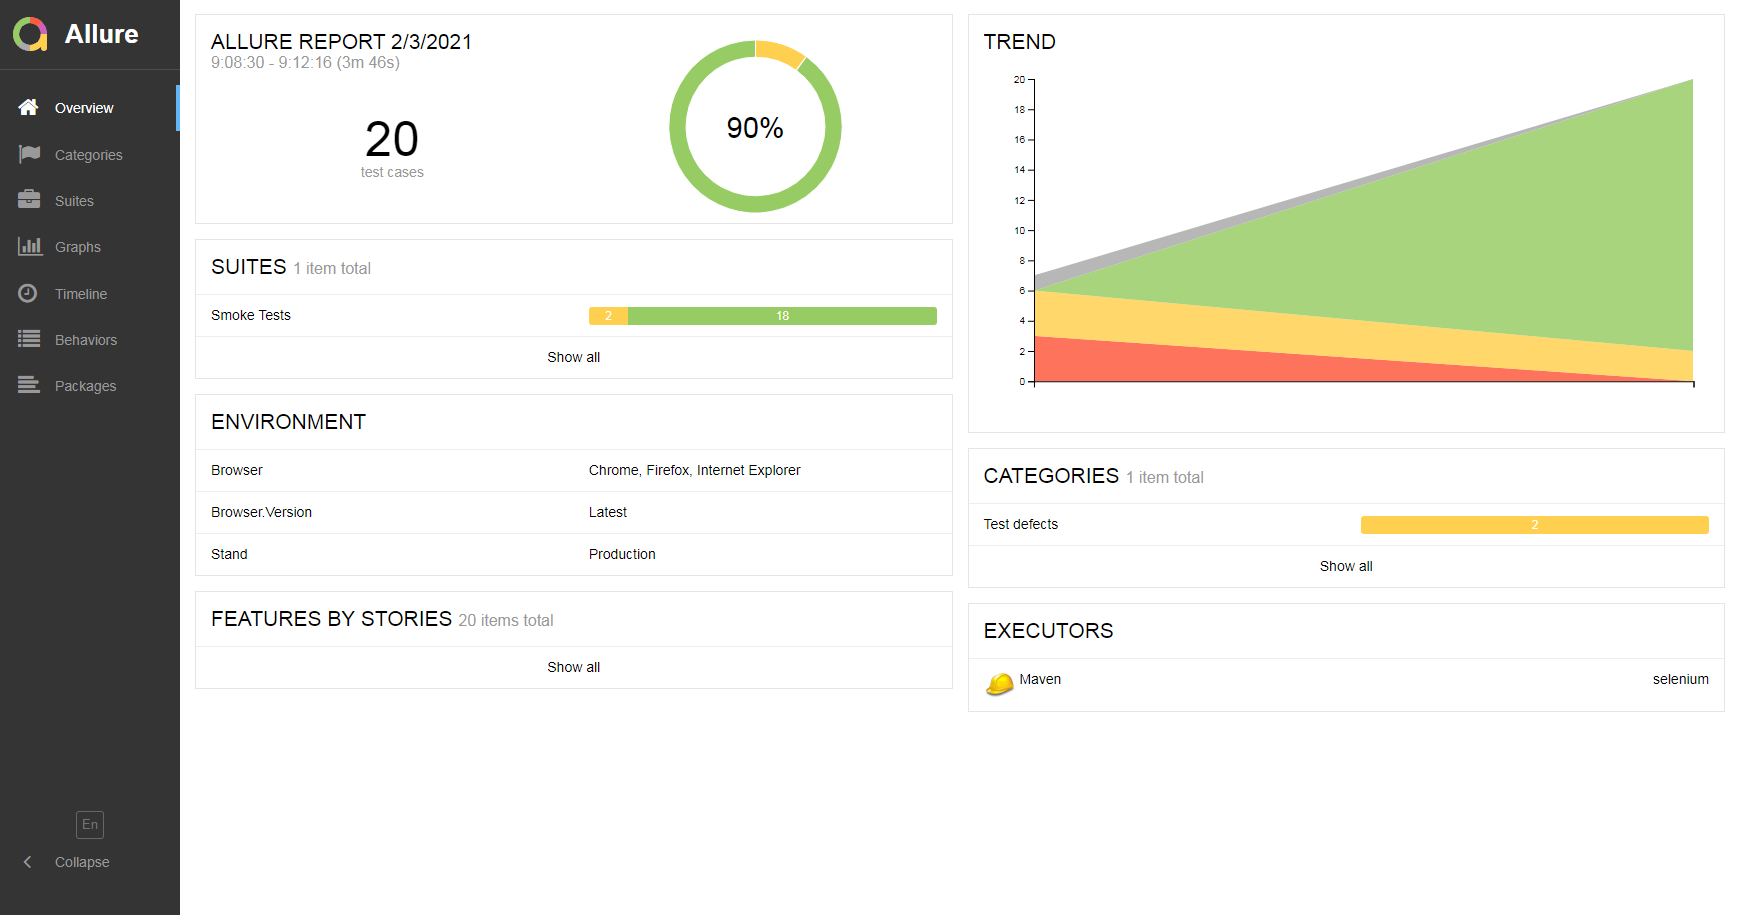 Allure
Overview
Categories
Suites
Graphs
Timeline
Behaviors
Packages
En
Collapse
ALLURE REPORT 2/3/2021
9:08:30 - 9:12:16 (3m 46s)
20
test cases
90%
SUITES 1 item total
Smoke Tests 2 18
Show all
ENVIRONMENT
Browser Chrome, Firefox, Internet Explorer
Browser.Version Latest
Stand Production
FEATURES BY STORIES 20 items total
Show all
TREND
20
18
16
14
12
10
8
6
4
2
0
CATEGORIES 1 item total
Test defects 2
Show all
EXECUTORS
Maven selenium